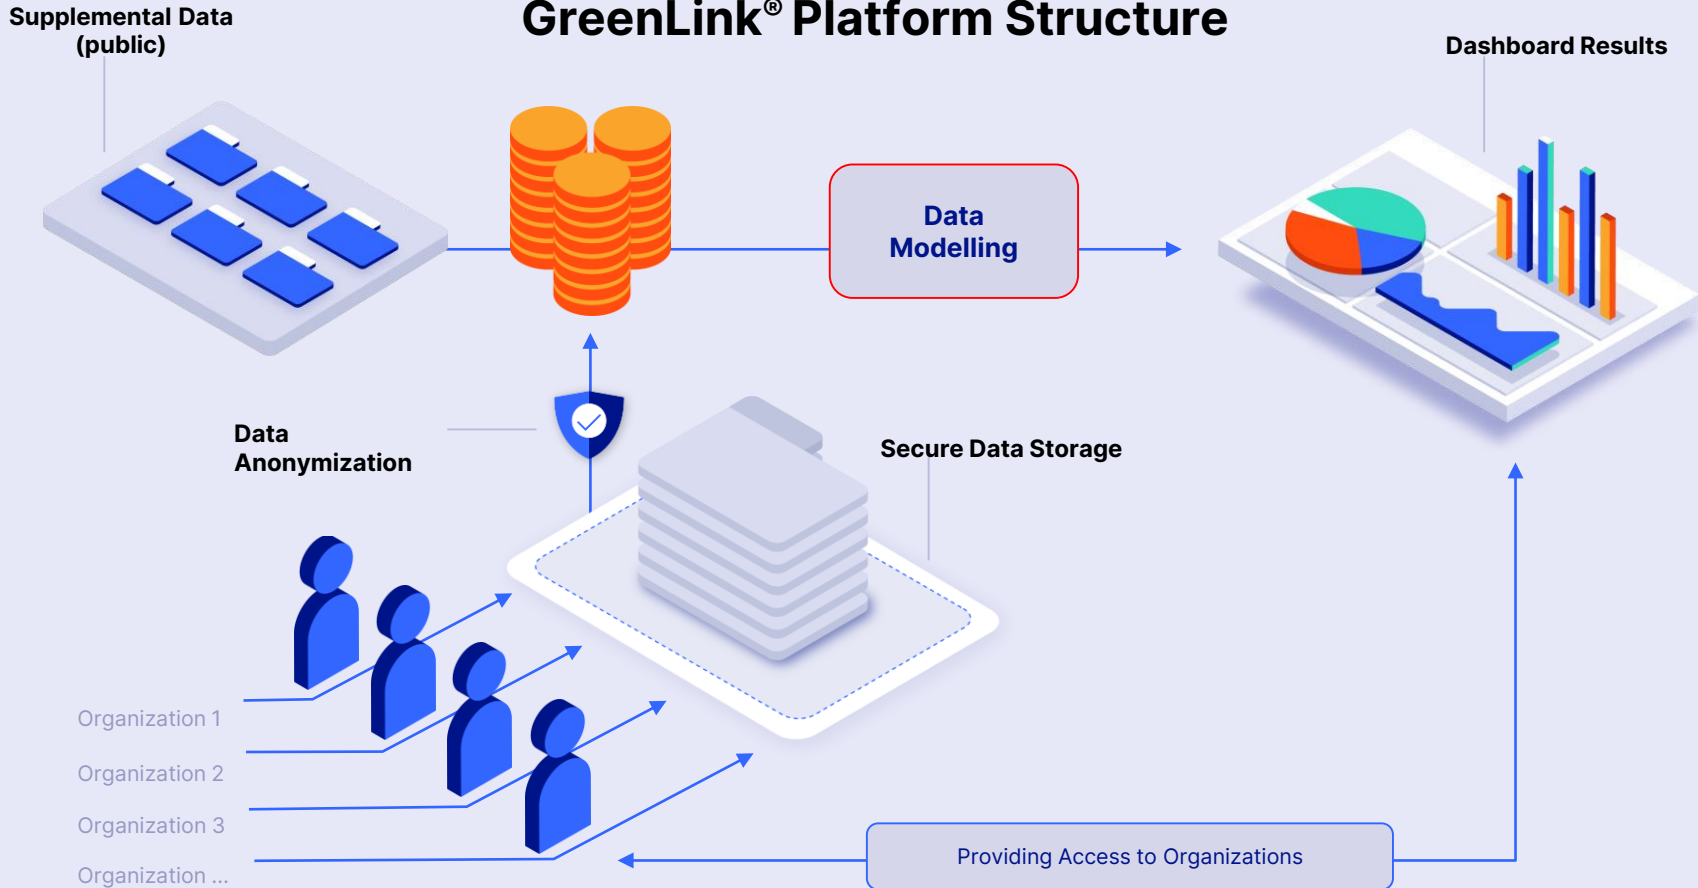 GreenLink® Platform Structure
Supplemental Data
(public)
Dashboard Results
Data
Modelling
Data
Anonymization
Secure Data Storage
Organization 1
Organization 2
Organization 3
Organization ...
Providing Access to Organizations